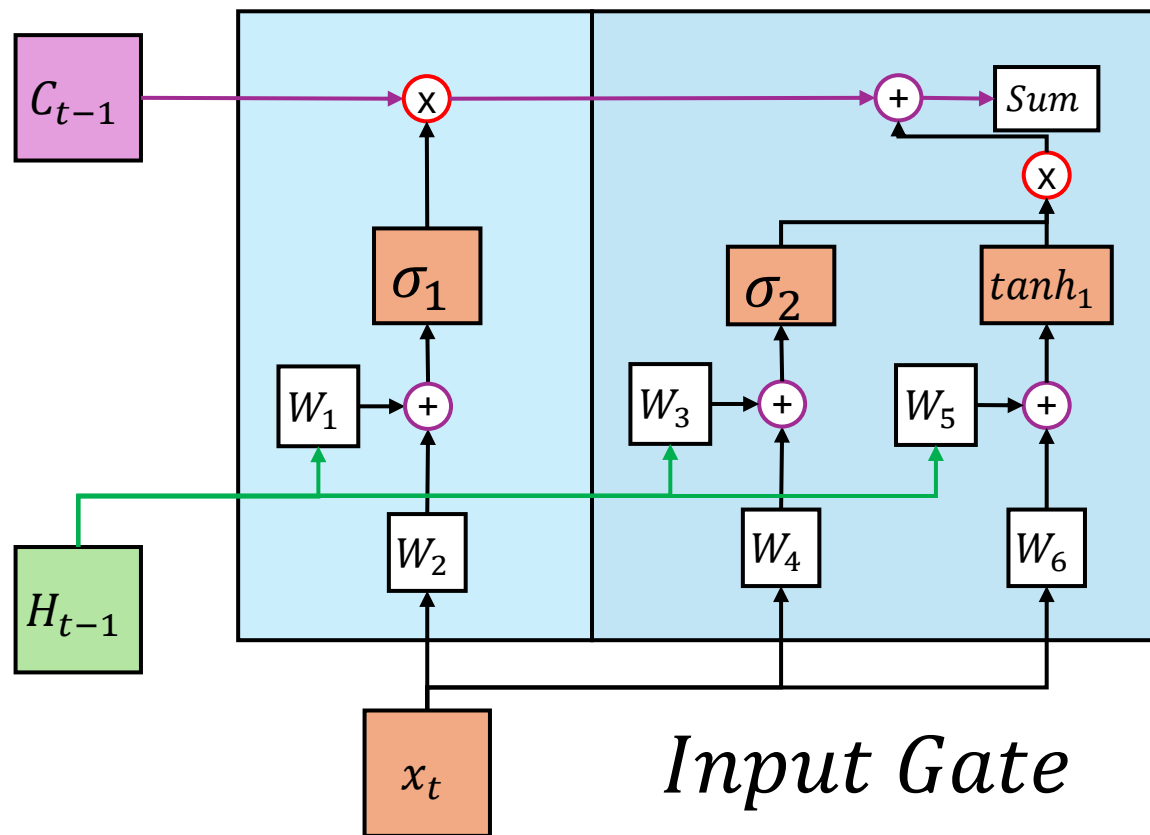 C_{t-1}
x
+
Sum
x
σ_1
σ_2
tanh_1
W_1
+
W_3
+
W_5
+
W_2
W_4
W_6
H_{t-1}
x_t
Input Gate